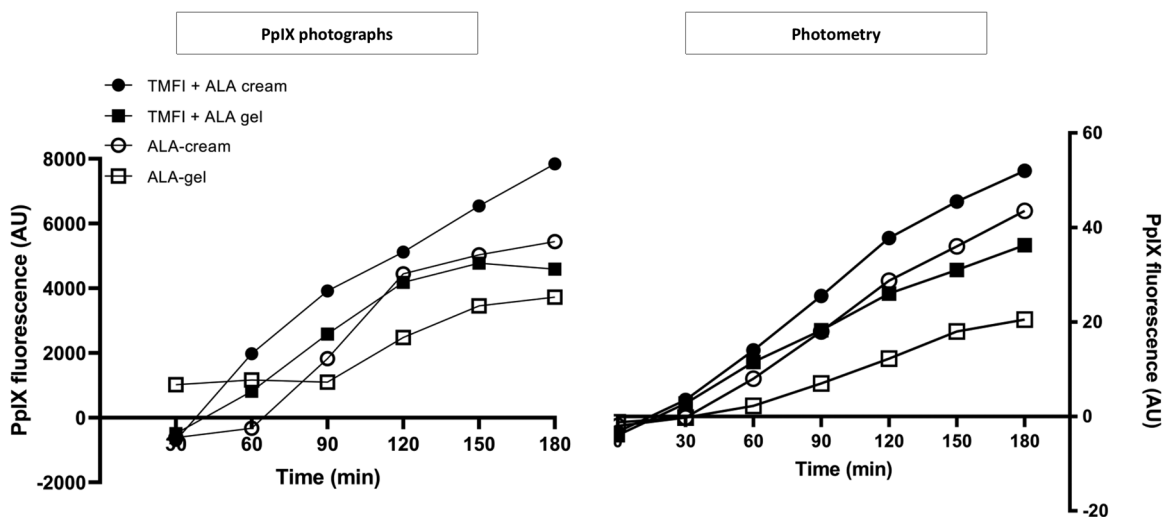 PpIX photographs
Photometry
TMFI + ALA cream
TMFI + ALA gel
ALA-cream
ALA-gel
PpIX fluorescence (AU)
8000
6000
4000
2000
0
-2000
30 60 90 120 150 180
Time (min)
60
40
20
0
-20
0 30 60 90 120 150 180
Time (min)
PpIX fluorescence (AU)